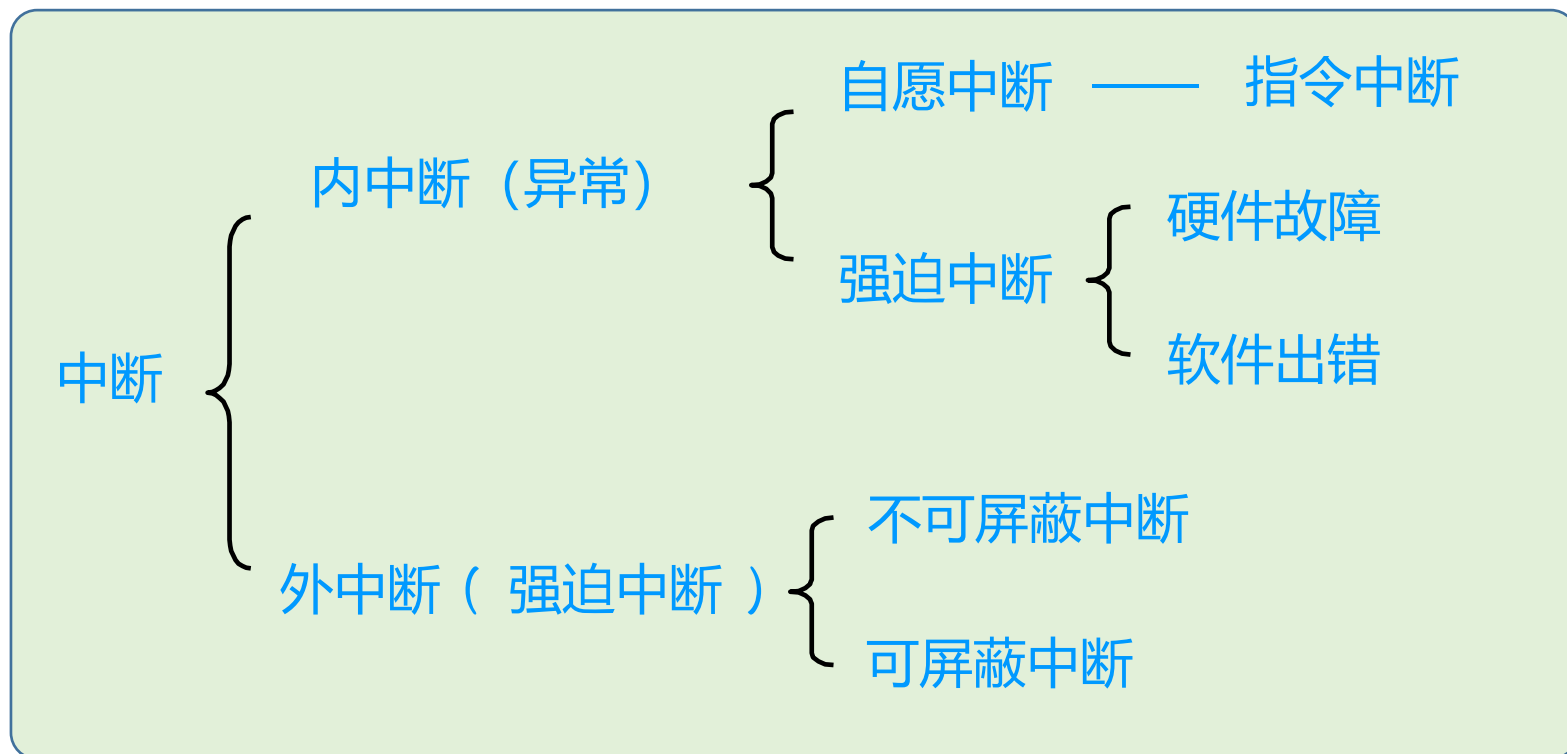 自愿中断 —— 指令中断
内中断（异常）
硬件故障
强迫中断
软件出错
中断
不可屏蔽中断
外中断（ 强迫中断 ）
可屏蔽中断